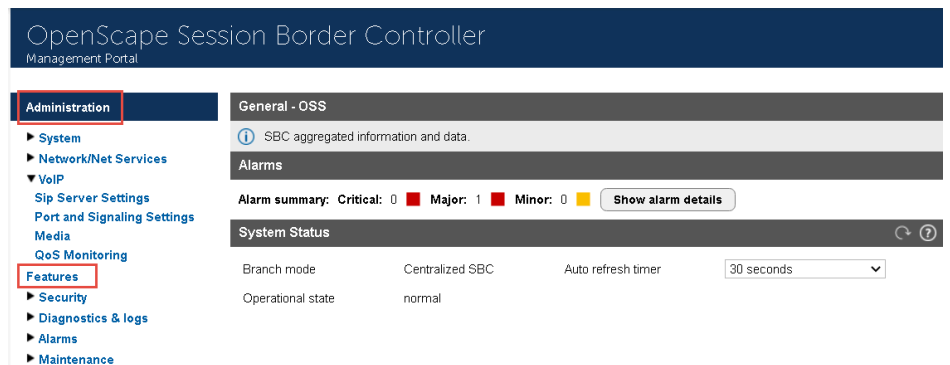 OpenScape Session Border Controller
Management Portal
Administration
System
Network/Net Services
VoIP
Sip Server Settings
Port and Signaling Settings
Media
QoS Monitoring
Features
Security
Diagnostics & logs
Alarms
Maintenance
General - OSS
SBC aggregated information and data.
Alarms
Alarm summary: Critical: 0 Major: 1 Minor: 0 Show alarm details
System Status
Branch mode Centralized SBC Auto refresh timer 30 seconds
Operational state normal